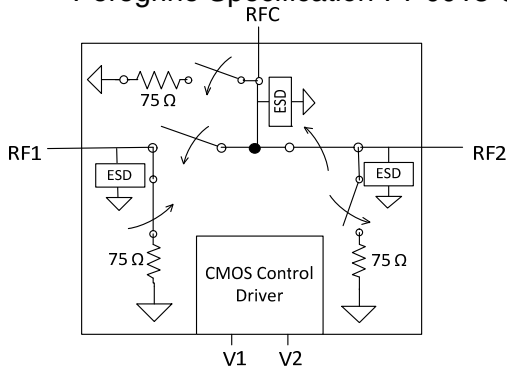 RFC
75 Ω
ESD
RF1
RF2
ESD
ESD
75 Ω
75 Ω
CMOS Control
Driver
V1
V2